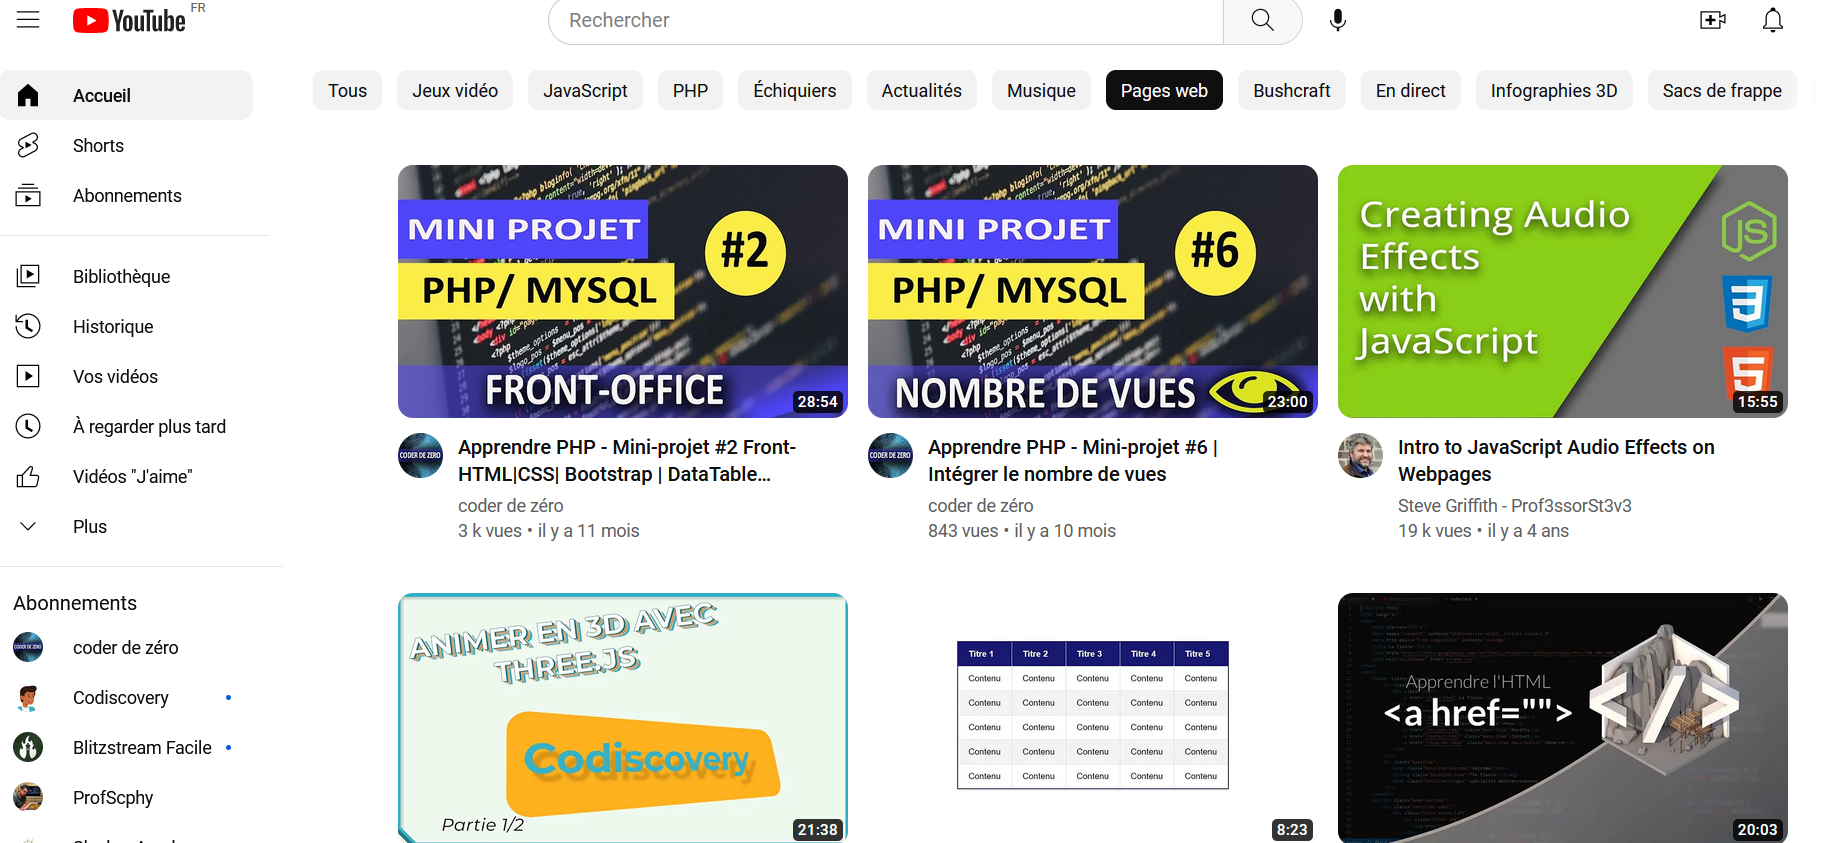 YouTube FR
Rechercher
Tous
Jeux vidéo
JavaScript
PHP
Échiquiers
Actualités
Musique
Pages web
Bushcraft
En direct
Infographies 3D
Sacs de frappe
Accueil
Shorts
Abonnements
Bibliothèque
Historique
Vos vidéos
À regarder plus tard
Vidéos "J'aime"
Plus
Abonnements
coder de zéro
Codiscovery
Blitzstream Facile
ProfScphy
MINI PROJET
#2
PHP/ MYSQL
FRONT-OFFICE
28:54
CODER DE ZERO
Apprendre PHP - Mini-projet #2 Front-
HTML|CSS| Bootstrap | DataTable...
coder de zéro
3 k vues • il y a 11 mois
MINI PROJET
#6
PHP/ MYSQL
NOMBRE DE VUES
23:00
CODER DE ZERO
Apprendre PHP - Mini-projet #6 |
Intégrer le nombre de vues
coder de zéro
843 vues • il y a 10 mois
Creating Audio
Effects
with
JavaScript
JS
3
5
15:55
Intro to JavaScript Audio Effects on
Webpages
Steve Griffith - Prof3ssorSt3v3
19 k vues • il y a 4 ans
ANIMER EN 3D AVEC
THREE.JS
Codiscovery
Partie 1/2
21:38
Titre 1 Titre 2 Titre 3 Titre 4 Titre 5
Contenu Contenu Contenu Contenu Contenu
Contenu Contenu Contenu Contenu Contenu
Contenu Contenu Contenu Contenu Contenu
Contenu Contenu Contenu Contenu Contenu
Contenu Contenu Contenu Contenu Contenu
8:23
Apprendre l'HTML
<a href="">
</>
20:03